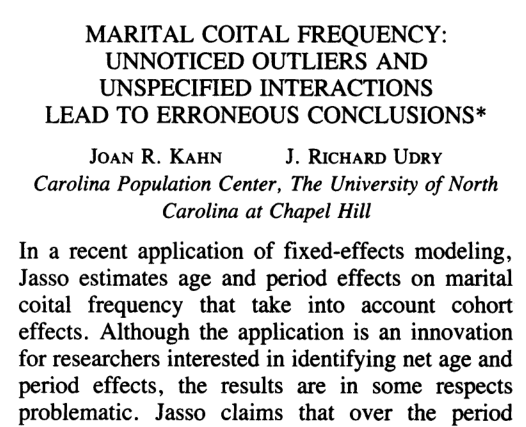 MARITAL COITAL FREQUENCY:
UNNOTICED OUTLIERS AND
UNSPECIFIED INTERACTIONS
LEAD TO ERRONEOUS CONCLUSIONS*
JOAN R. KAHN J. RICHARD UDRY
Carolina Population Center, The University of North
Carolina at Chapel Hill
In a recent application of fixed-effects modeling,
Jasso estimates age and period effects on marital
coital frequency that take into account cohort
effects. Although the application is an innovation
for researchers interested in identifying net age and
period effects, the results are in some respects
problematic. Jasso claims that over the period